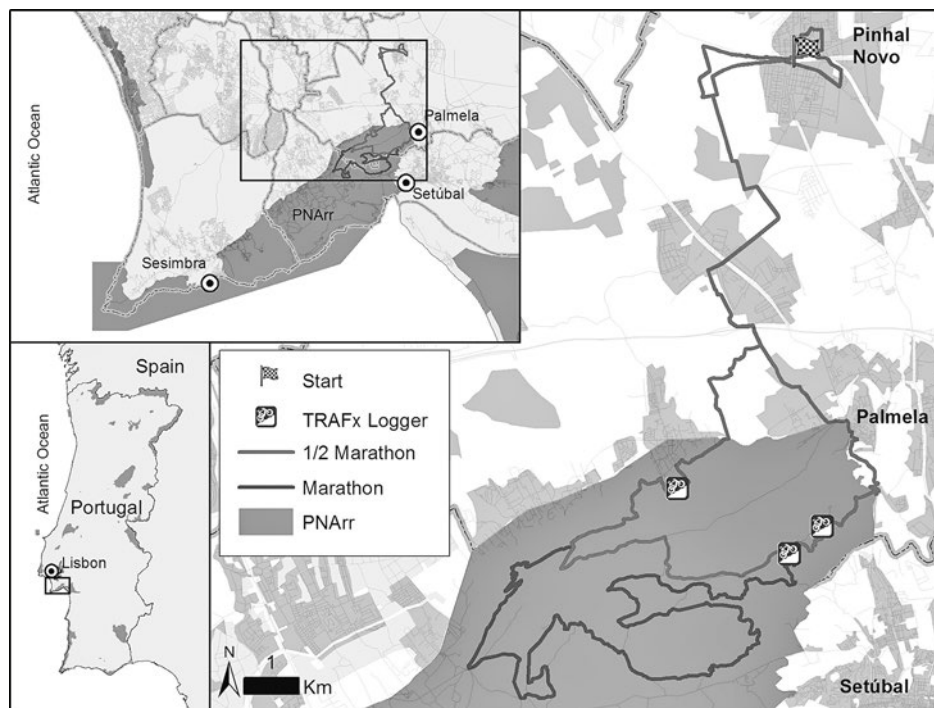 Atlantic Ocean
Palmela
Setúbal
PNArr
Sesimbra
Spain
Atlantic Ocean
Portugal
Lisbon
Start
TRAFx Logger
1/2 Marathon
Marathon
PNArr
Pinhal
Novo
Palmela
Setúbal
N
1
Km